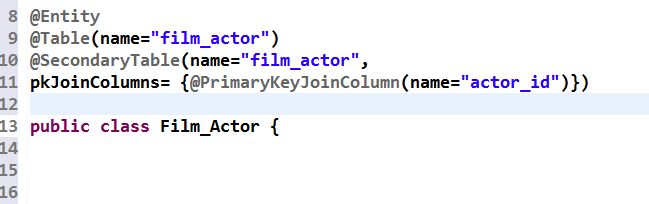 8 @Entity
9 @Table(name="film_actor")
10 @SecondaryTable(name="film_actor",
11 pkJoinColumns= {@PrimaryKeyJoinColumn(name="actor_id")})
12
13 public class Film_Actor {
14
15
16